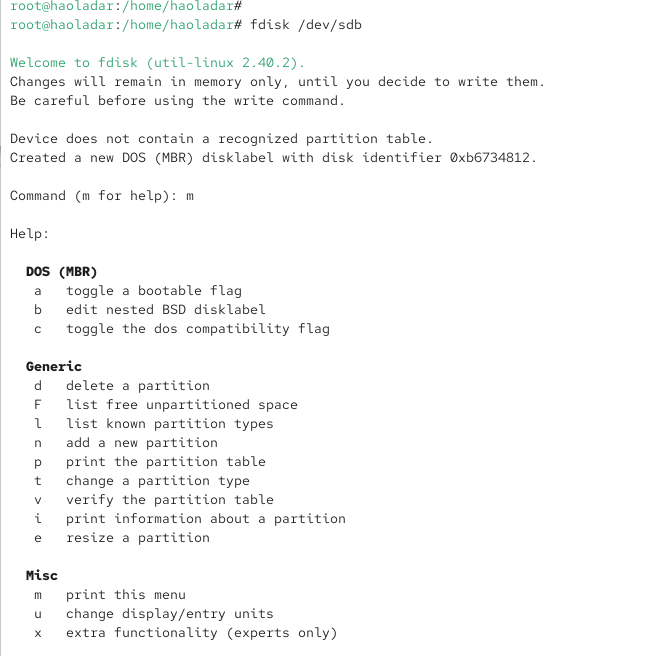 root@haoladar:/home/haoladar#
root@haoladar:/home/haoladar# fdisk /dev/sdb
Welcome to fdisk (util-linux 2.40.2).
Changes will remain in memory only, until you decide to write them.
Be careful before using the write command.
Device does not contain a recognized partition table.
Created a new DOS (MBR) disklabel with disk identifier 0xb6734812.
Command (m for help): m
Help:
DOS (MBR)
a   toggle a bootable flag
b   edit nested BSD disklabel
c   toggle the dos compatibility flag
Generic
d   delete a partition
F   list free unpartitioned space
l   list known partition types
n   add a new partition
p   print the partition table
t   change a partition type
v   verify the partition table
i   print information about a partition
e   resize a partition
Misc
m   print this menu
u   change display/entry units
x   extra functionality (experts only)